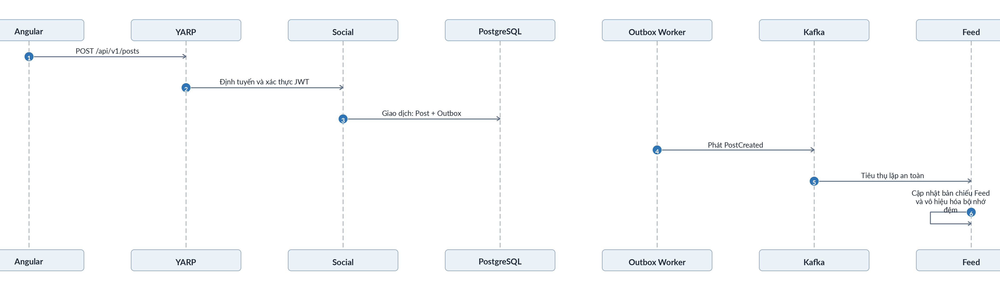 Angular
YARP
Social
PostgreSQL
Outbox Worker
Kafka
Feed
POST /api/v1/posts
1
Định tuyến và xác thực JWT
2
Giao dịch: Post + Outbox
3
Phát PostCreated
4
Tiêu thụ lặp an toàn
5
Cập nhật bản chiếu Feed
và vô hiệu hóa bộ nhớ
đệm
6
Angular
YARP
Social
PostgreSQL
Outbox Worker
Kafka
Feed